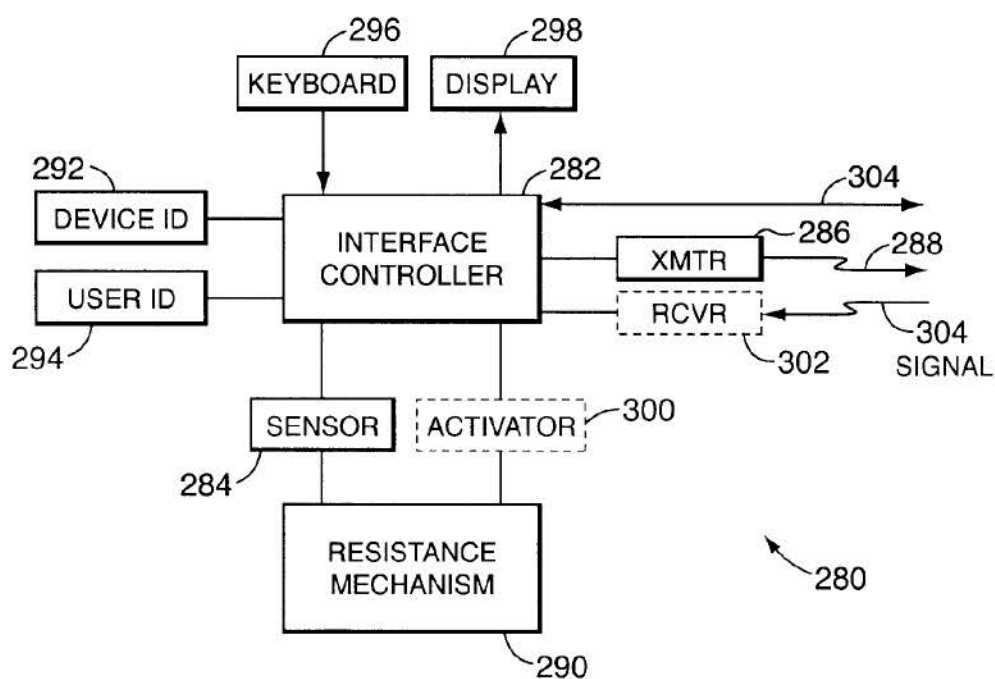 296
298
KEYBOARD
DISPLAY
292
282
304
DEVICE ID
INTERFACE
CONTROLLER
286
288
XMTR
USER ID
RCVR
294
302
304
SIGNAL
SENSOR
ACTIVATOR
300
284
RESISTANCE
MECHANISM
280
290